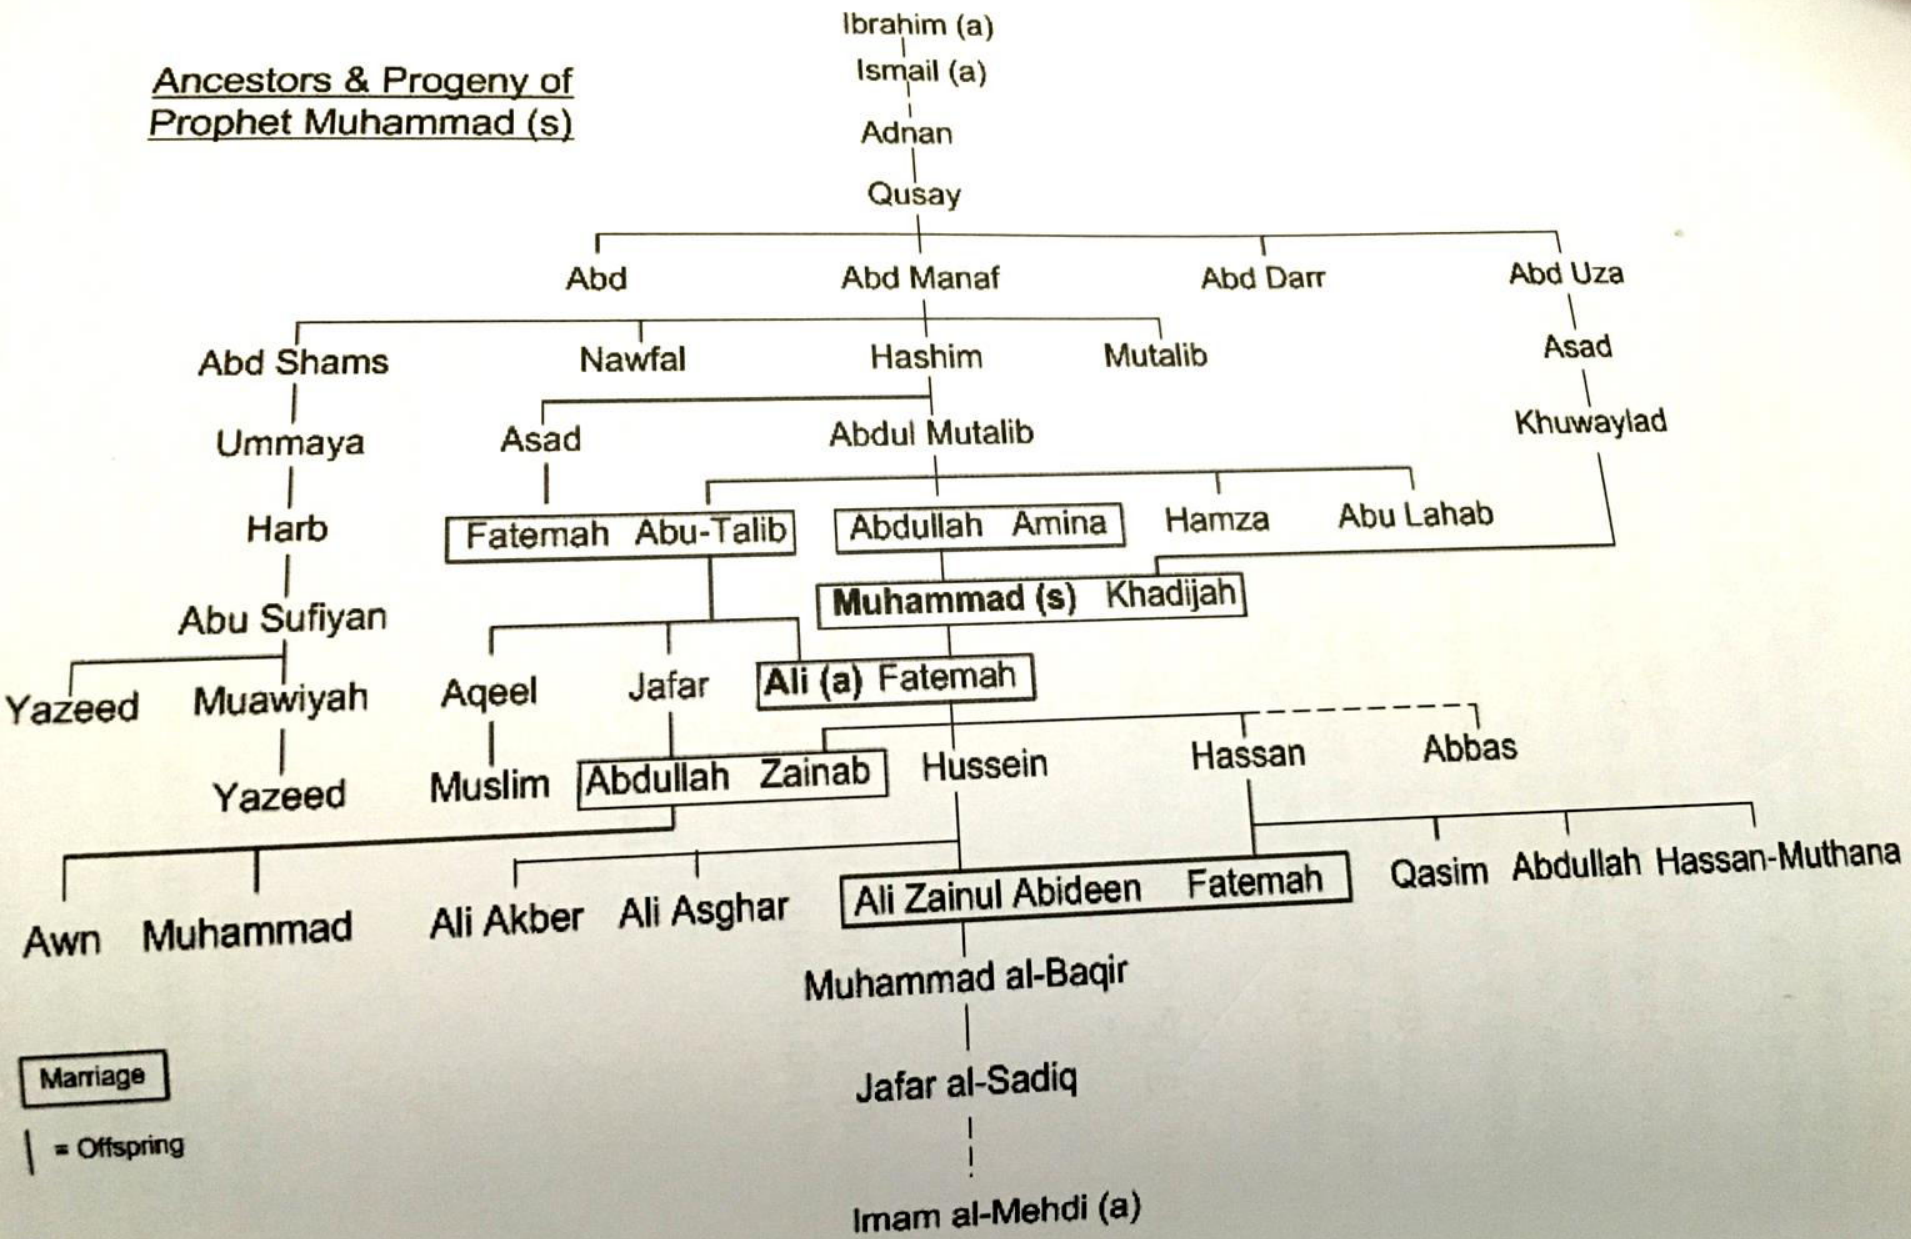 Ibrahim (a)
Ismail (a)
Ancestors & Progeny of
Prophet Muhammad (s)
Adnan
Qusay
Abd Abd Manaf Abd Darr Abd Uza
Abd Shams Nawfal Hashim Mutalib Asad
Ummaya Asad Abdul Mutalib Khuwaylad
Harb Fatemah Abu-Talib Abdullah Amina Hamza Abu Lahab
Abu Sufiyan Muhammad (s) Khadijah
Yazeed Muawiyah Aqeel Jafar Ali (a) Fatemah
Yazeed Muslim Abdullah Zainab Hussein Hassan Abbas
Awn Muhammad Ali Akber Ali Asghar Ali Zainul Abideen Fatemah Qasim Abdullah Hassan-Muthana
Muhammad al-Baqir
Marriage
Jafar al-Sadiq
= Offspring
Imam al-Mehdi (a)